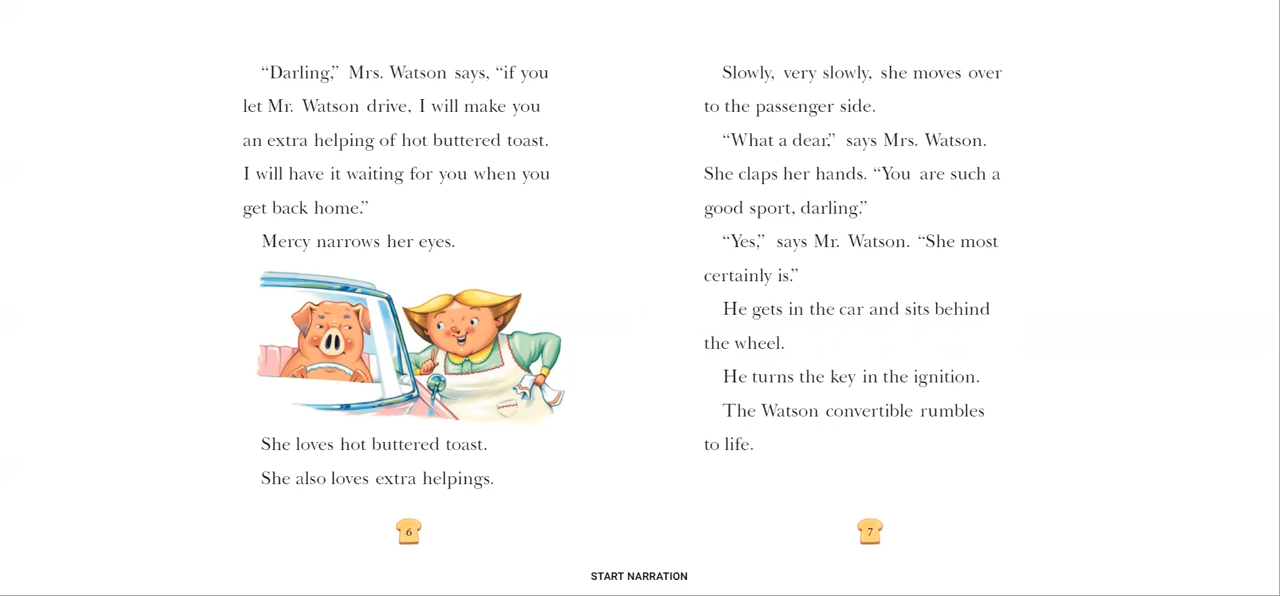 “Darling,” Mrs. Watson says, “if you
let Mr. Watson drive, I will make you
an extra helping of hot buttered toast.
I will have it waiting for you when you
get back home.”
Mercy narrows her eyes.
She loves hot buttered toast.
She also loves extra helpings.
6
Slowly, very slowly, she moves over
to the passenger side.
“What a dear,” says Mrs. Watson.
She claps her hands. “You are such a
good sport, darling.”
“Yes,” says Mr. Watson. “She most
certainly is.”
He gets in the car and sits behind
the wheel.
He turns the key in the ignition.
The Watson convertible rumbles
to life.
7
START NARRATION